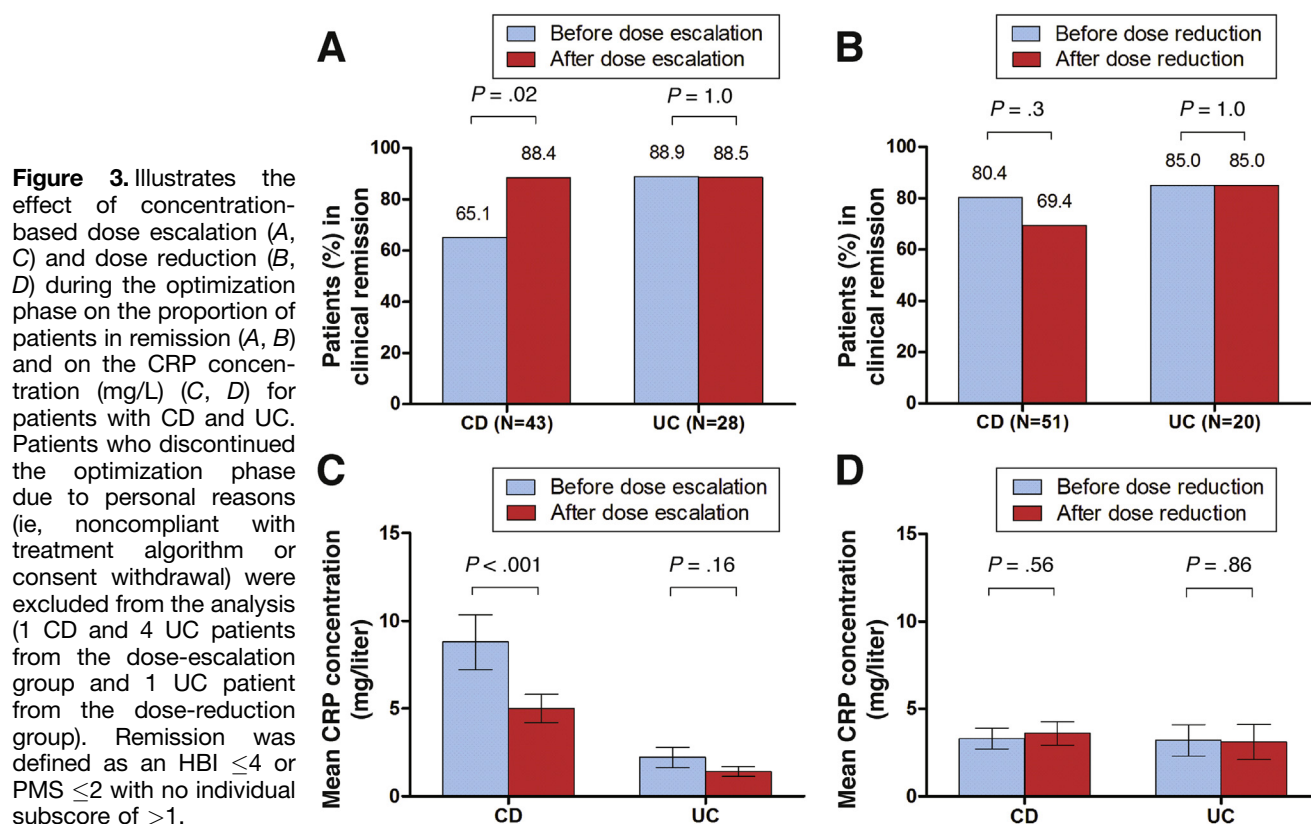 Figure 3. Illustrates the
effect of concentration-
based dose escalation (A,
C) and dose reduction (B,
D) during the optimization
phase on the proportion of
patients in remission (A, B)
and on the CRP concen-
tration (mg/L) (C, D) for
patients with CD and UC.
Patients who discontinued
the optimization phase
due to personal reasons
(ie, noncompliant with
treatment algorithm or
consent withdrawal) were
excluded from the analysis
(1 CD and 4 UC patients
from the dose-escalation
group and 1 UC patient
from the dose-reduction
group). Remission was
defined as an HBI ≤4 or
PMS ≤2 with no individual
subscore of >1.
A
Before dose escalation
After dose escalation
P = .02
P = 1.0
Patients (%) in
clinical remission
100
80
60
40
20
0
65.1
88.4
88.9
88.5
CD (N=43)
UC (N=28)
B
Before dose reduction
After dose reduction
P = .3
P = 1.0
Patients (%) in
clinical remission
100
80
60
40
20
0
80.4
69.4
85.0
85.0
CD (N=51)
UC (N=20)
C
Before dose escalation
After dose escalation
P < .001
P = .16
Mean CRP concentration
(mg/liter)
15
10
5
0
CD
UC
D
Before dose reduction
After dose reduction
P = .56
P = .86
Mean CRP concentration
(mg/liter)
15
10
5
0
CD
UC